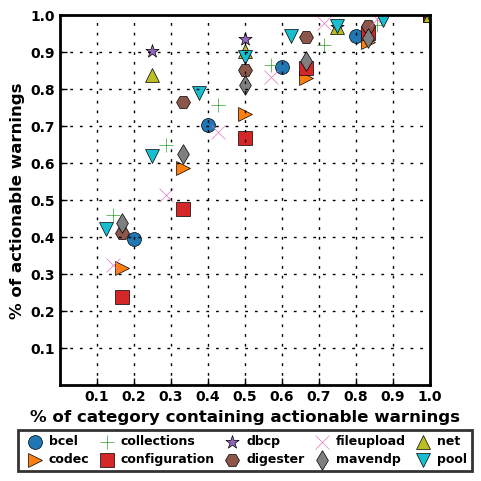 % of actionable warnings
1.0
0.9
0.8
0.7
0.6
0.5
0.4
0.3
0.2
0.1
0.1 0.2 0.3 0.4 0.5 0.6 0.7 0.8 0.9 1.0
% of category containing actionable warnings
bcel collections dbcp fileupload net
codec configuration digester mavendp pool